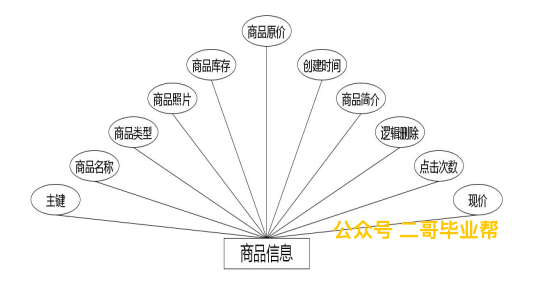 商品原价
商品库存
创建时间
商品照片
商品简介
商品类型
逻辑删除
商品名称
点击次数
主键
现价
公众号 二哥毕业帮
商品信息